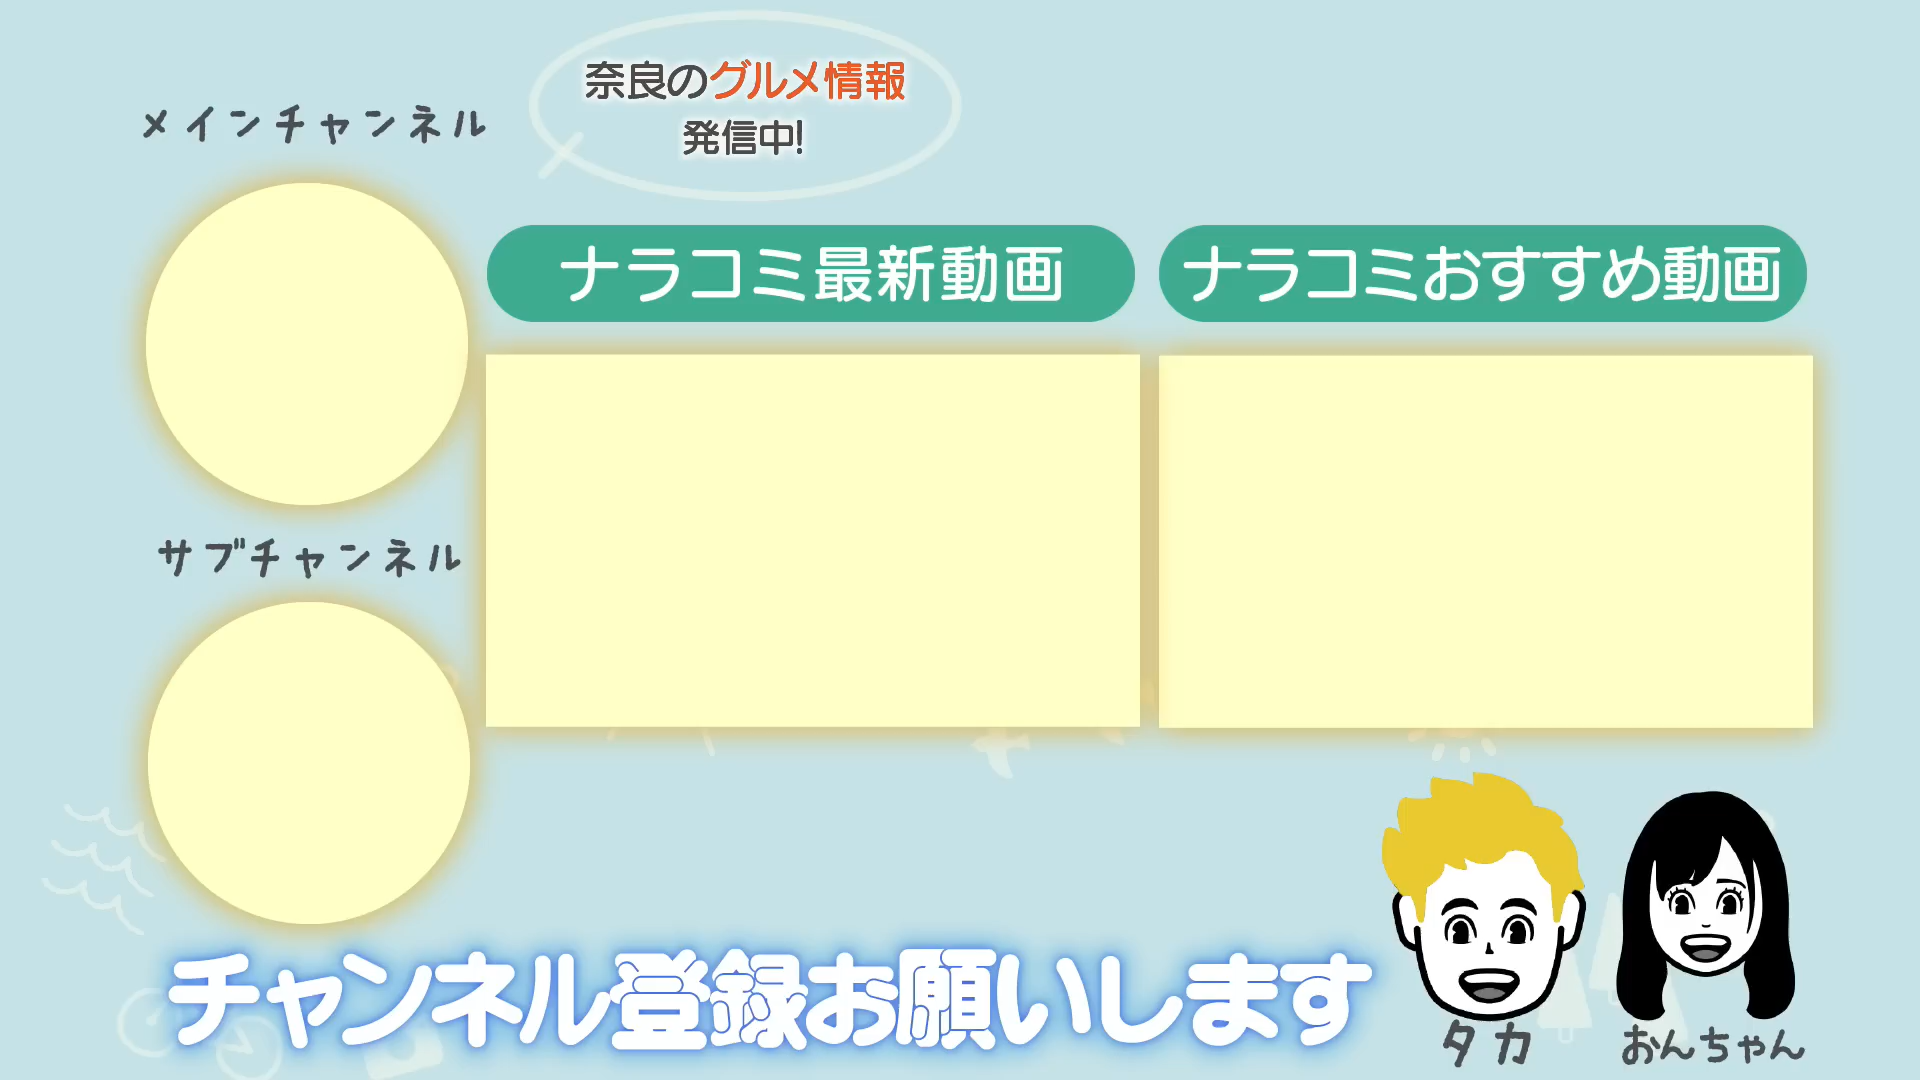 奈良のグルメ情報
発信中!
メインチャンネル
ナラコミ最新動画
ナラコミおすすめ動画
サブチャンネル
チャンネル登録お願いします
タカ
おんちゃん